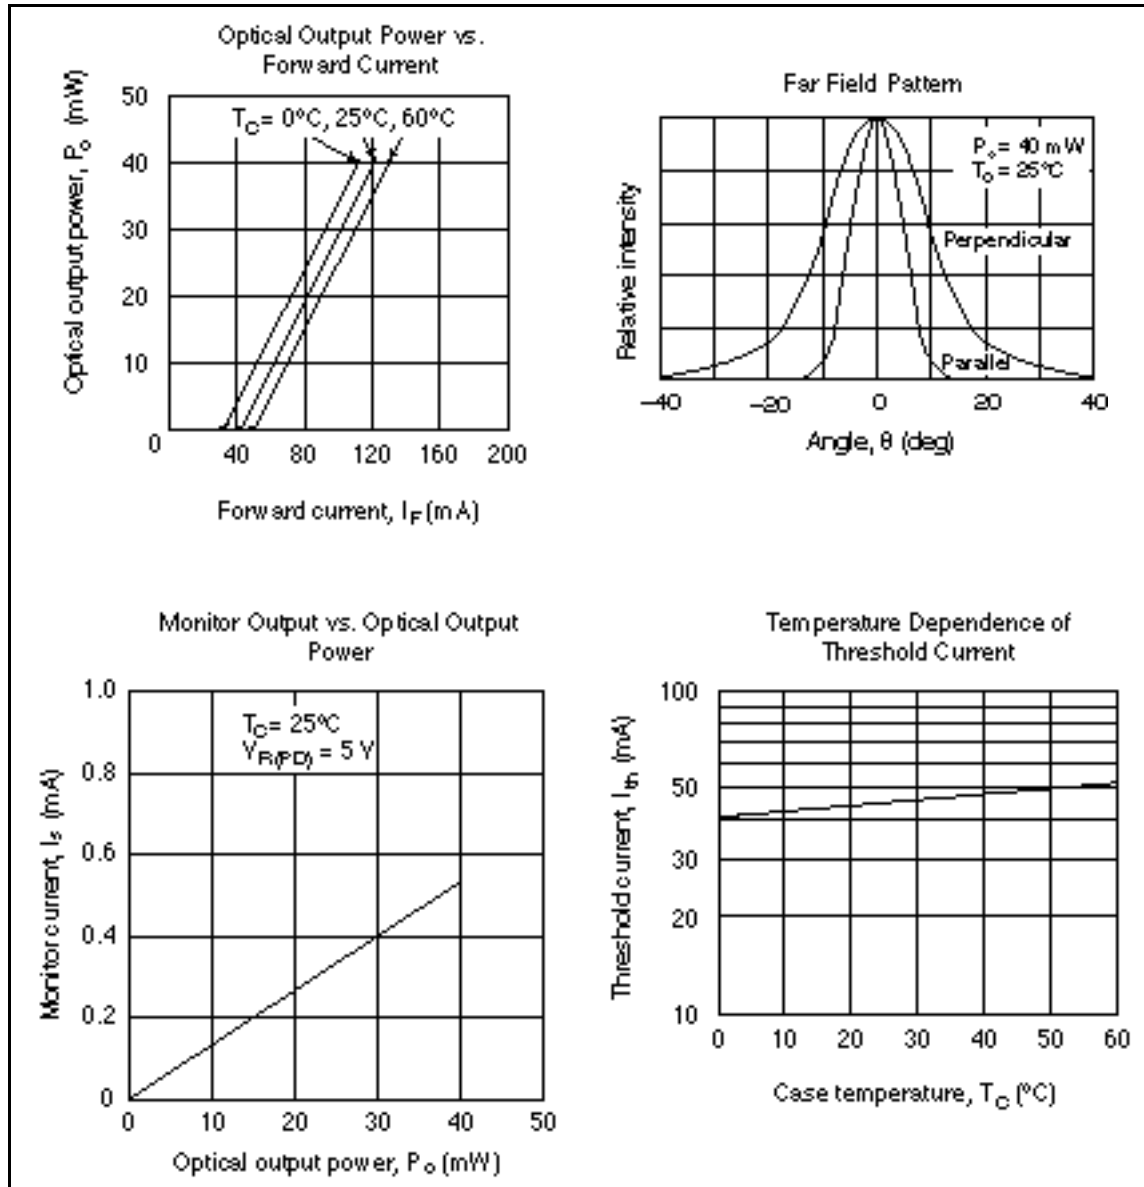 Optical Output Power vs.
Forward Current
Optical output power, Po (mW)
50
40
30
20
10
0
TC = 0°C, 25°C, 60°C
40 80 120 160 200
Forward current, IF (mA)
Far Field Pattern
Relative intensity
Po = 40 mW
TC = 25°C
Perpendicular
Parallel
–40 –20 0 20 40
Angle, θ (deg)
Monitor Output vs. Optical Output
Power
Monitor current, Is (mA)
1.0
0.8
0.6
0.4
0.2
0
TC = 25°C
VR(PD) = 5 V
0 10 20 30 40 50
Optical output power, Po (mW)
Temperature Dependence of
Threshold Current
Threshold current, Ith (mA)
100
50
30
20
10
0 10 20 30 40 50 60
Case temperature, TC (°C)